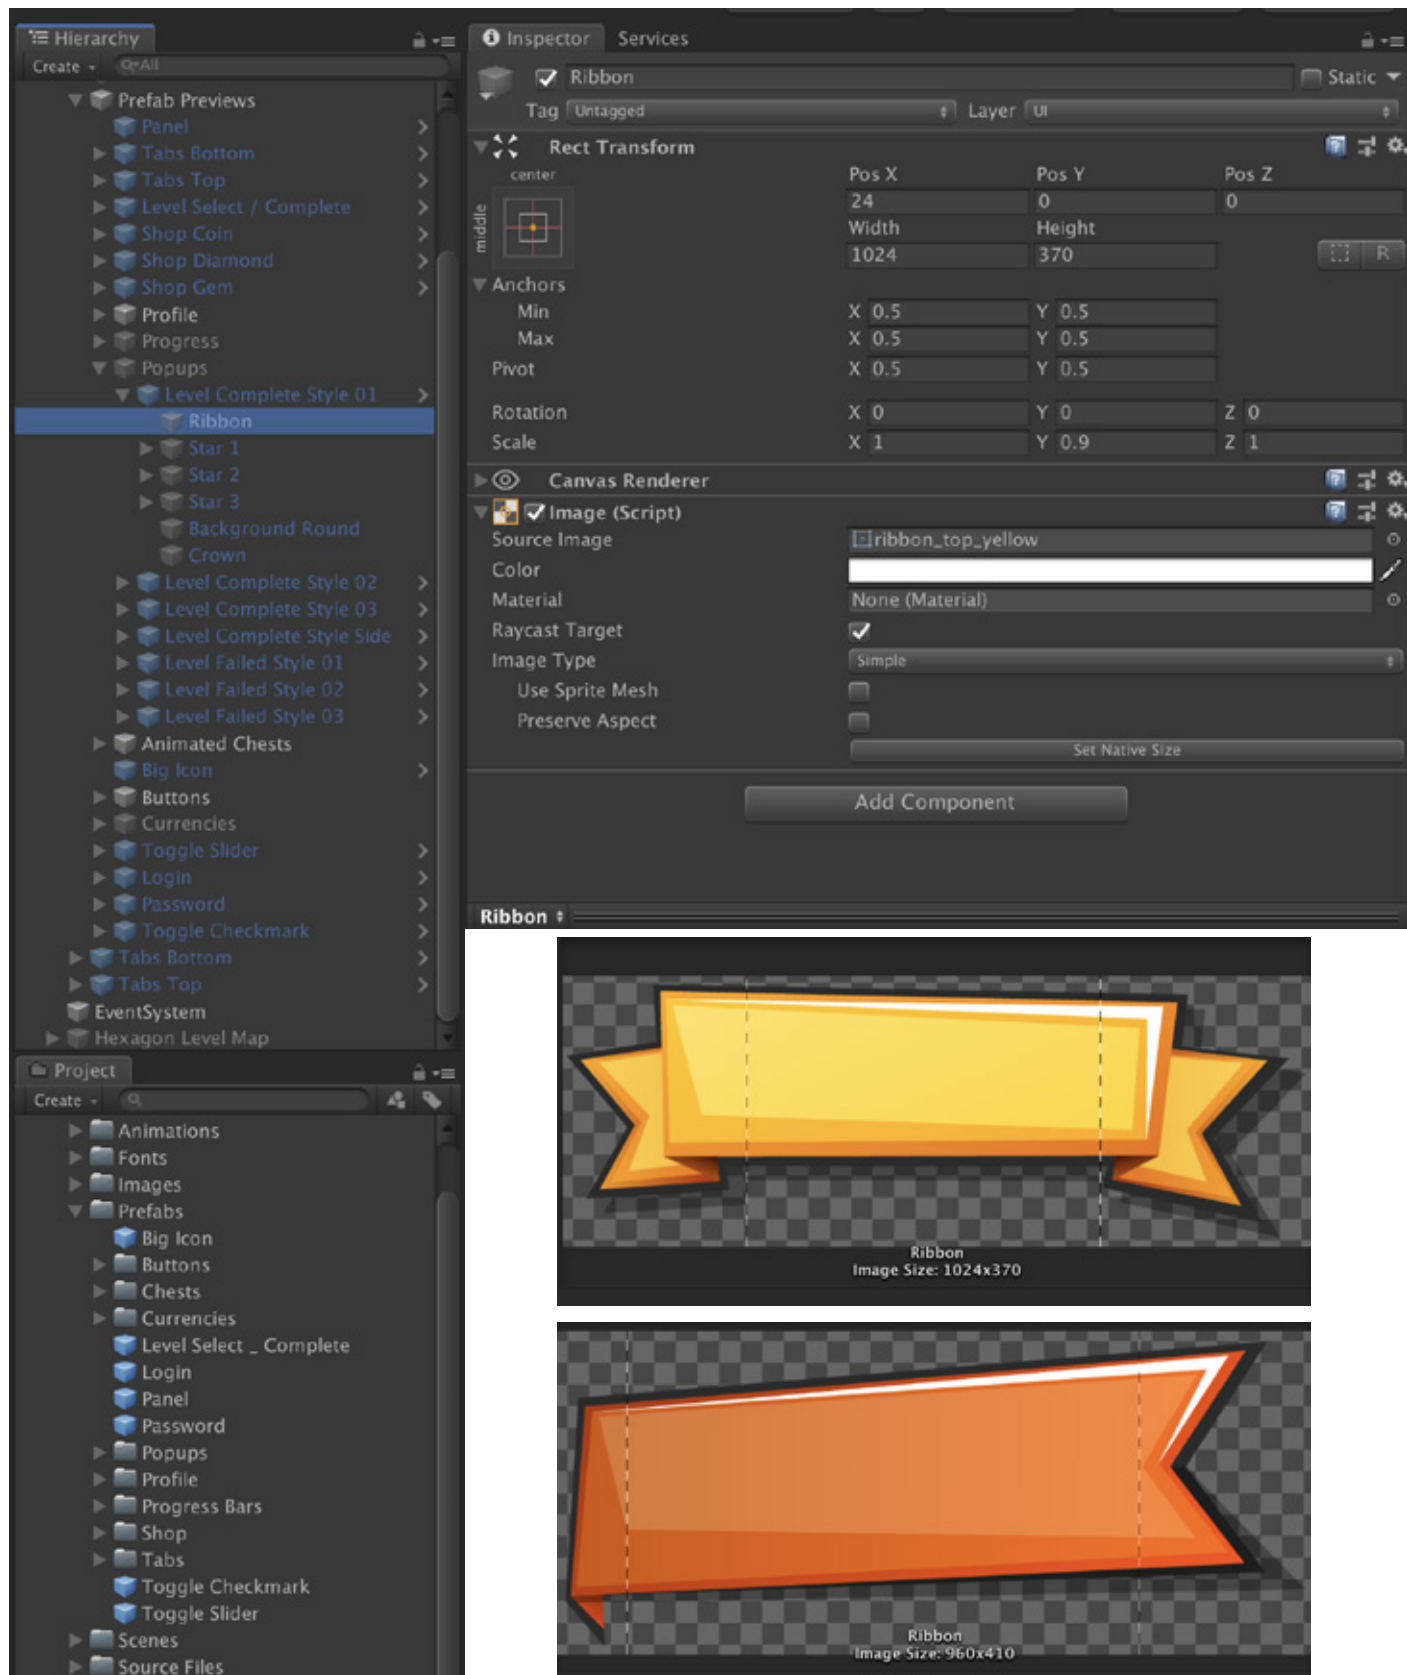 Hierarchy
Create
All
Prefab Previews
Panel
Tabs Bottom
Tabs Top
Level Select / Complete
Shop Coin
Shop Diamond
Shop Gem
Profile
Progress
Popups
Level Complete Style 01
Ribbon
Star 1
Star 2
Star 3
Background Round
Crown
Level Complete Style 02
Level Complete Style 03
Level Complete Style Side
Level Failed Style 01
Level Failed Style 02
Level Failed Style 03
Animated Chests
Big Icon
Buttons
Currencies
Toggle Slider
Login
Password
Toggle Checkmark
Tabs Bottom
Tabs Top
EventSystem
Hexagon Level Map
Project
Create
Animations
Fonts
Images
Prefabs
Big Icon
Buttons
Chests
Currencies
Level Select _ Complete
Login
Panel
Password
Popups
Profile
Progress Bars
Shop
Tabs
Toggle Checkmark
Toggle Slider
Scenes
Source Files
Inspector Services
Ribbon Static
Tag Untagged Layer UI
Rect Transform
center Pos X Pos Y Pos Z
middle 24 0 0
Width Height
1024 370 R
Anchors
Min X 0.5 Y 0.5
Max X 0.5 Y 0.5
Pivot X 0.5 Y 0.5
Rotation X 0 Y 0 Z 0
Scale X 1 Y 0.9 Z 1
Canvas Renderer
Image (Script)
Source Image ribbon_top_yellow
Color
Material None (Material)
Raycast Target
Image Type Simple
Use Sprite Mesh
Preserve Aspect
Set Native Size
Add Component
Ribbon
Ribbon
Image Size: 1024x370
Ribbon
Image Size: 960x410